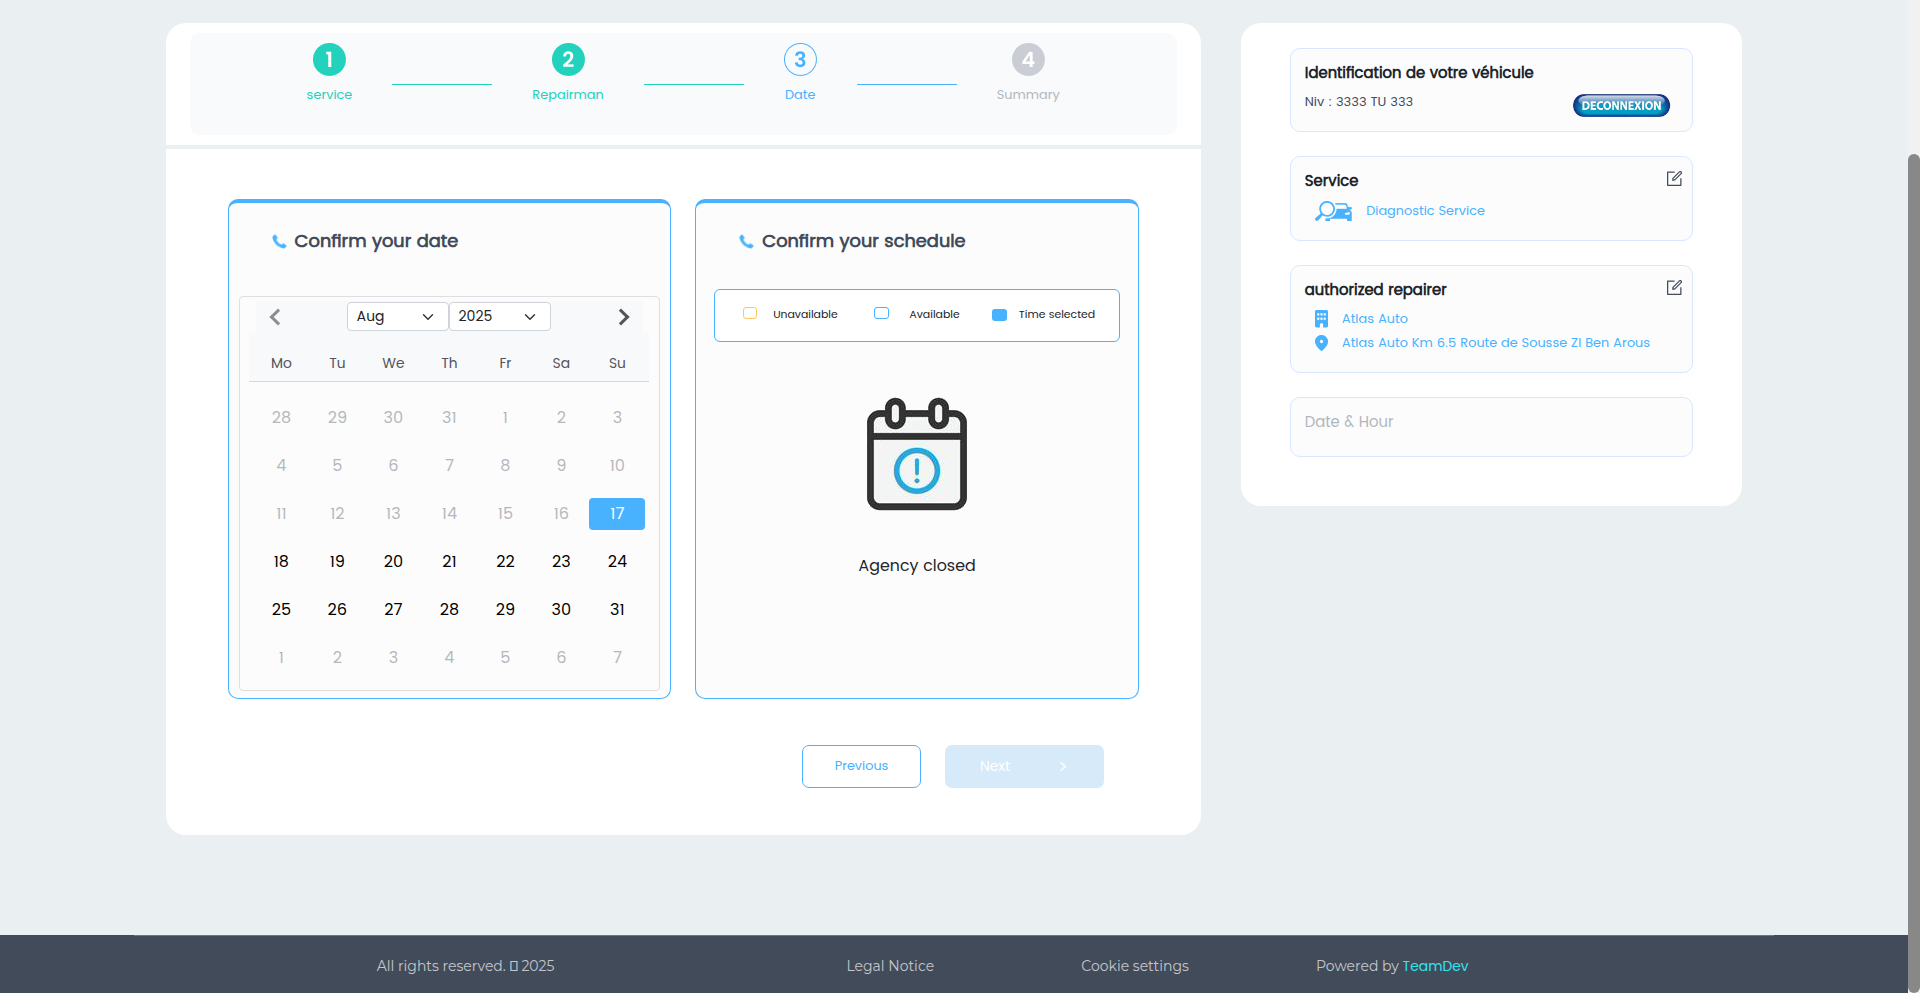 1
service
2
Repairman
3
Date
4
Summary
Confirm your date
Aug 2025
Mo Tu We Th Fr Sa Su
28 29 30 31 1 2 3
4 5 6 7 8 9 10
11 12 13 14 15 16 17
18 19 20 21 22 23 24
25 26 27 28 29 30 31
1 2 3 4 5 6 7
Confirm your schedule
Unavailable Available Time selected
Agency closed
Previous
Next
Identification de votre véhicule
Niv : 3333 TU 333
DECONNEXION
Service
Diagnostic Service
authorized repairer
Atlas Auto
Atlas Auto Km 6.5 Route de Sousse ZI Ben Arous
Date & Hour
All rights reserved. 2025
Legal Notice
Cookie settings
Powered by TeamDev